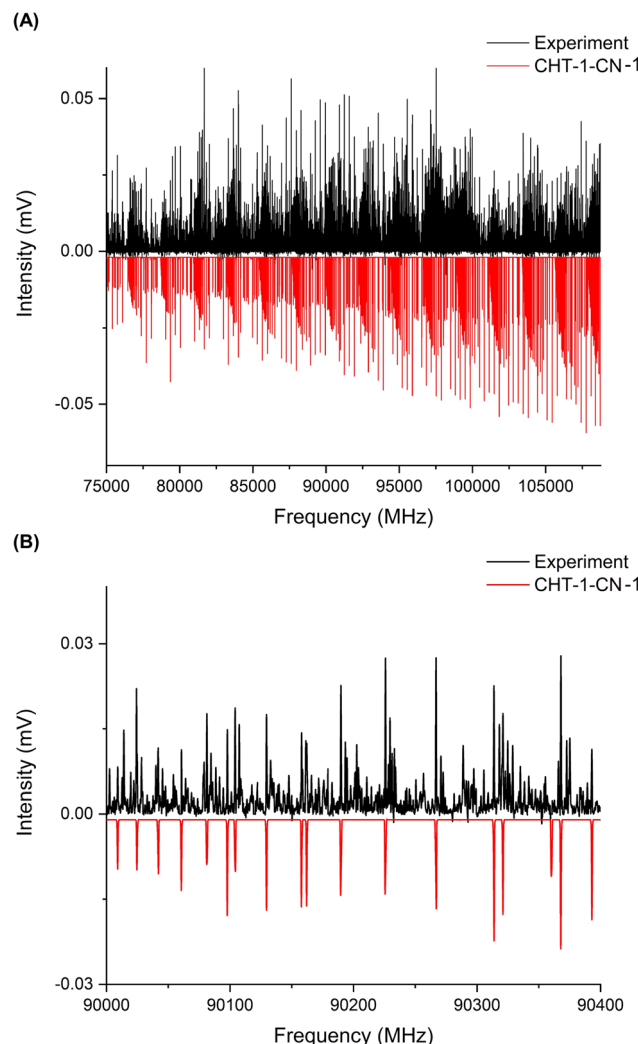 (A)
Experiment
CHT-1-CN-1
0.05
0.00
-0.05
Intensity (mV)
75000 80000 85000 90000 95000 100000 105000
Frequency (MHz)
(B)
Experiment
CHT-1-CN-1
0.03
0.00
-0.03
Intensity (mV)
90000 90100 90200 90300 90400
Frequency (MHz)